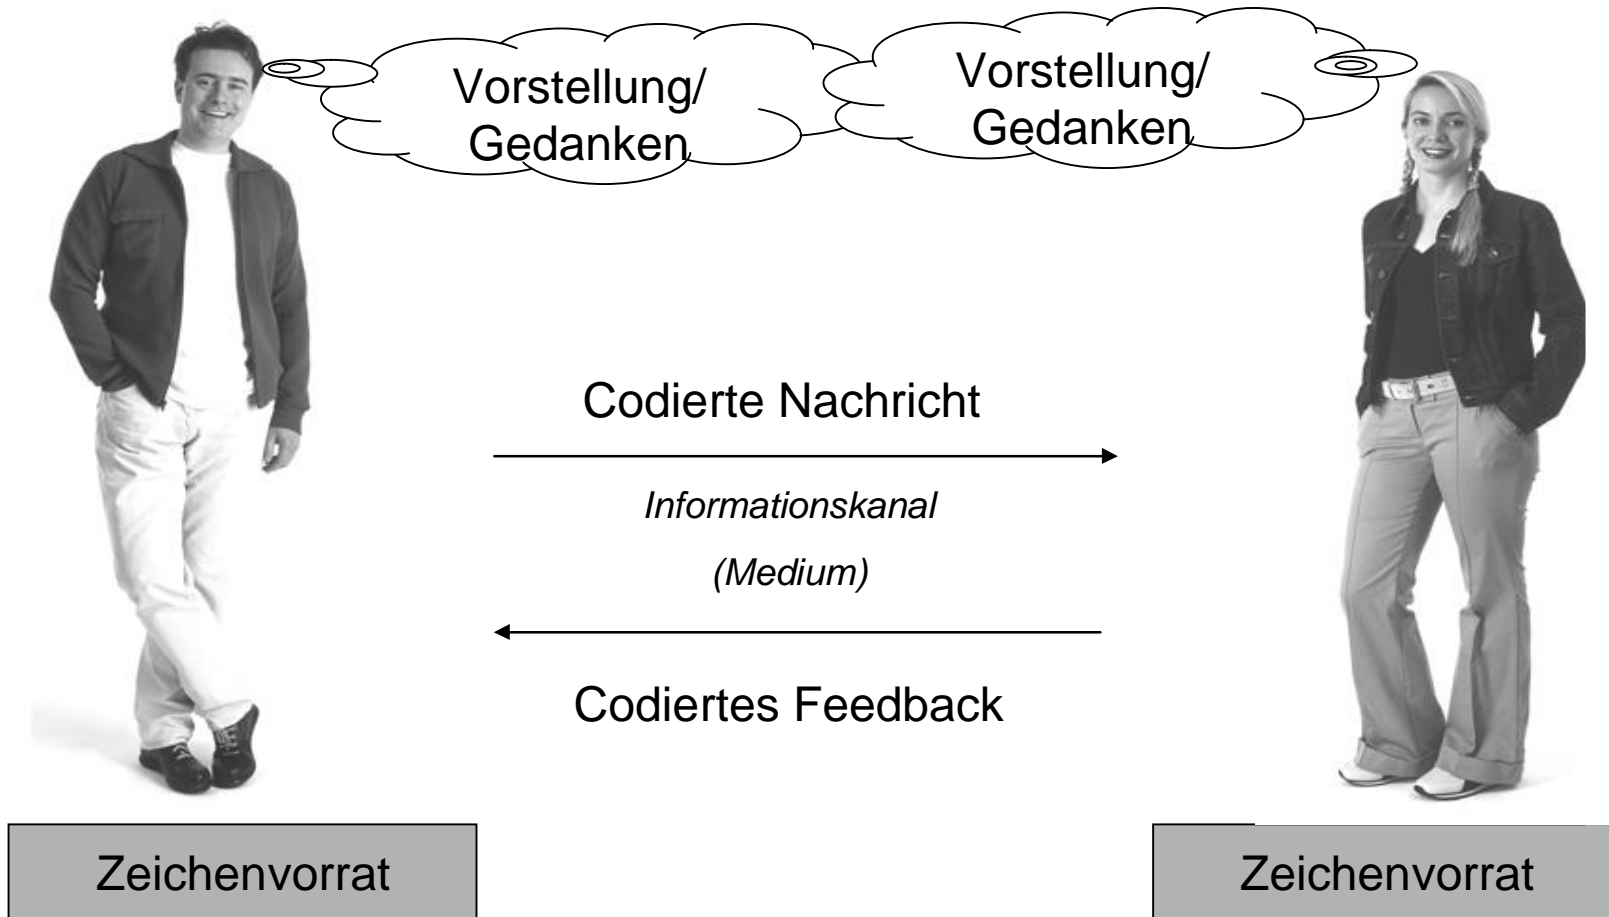 Vorstellung/
Gedanken
Vorstellung/
Gedanken
Codierte Nachricht
Informationskanal
(Medium)
Codiertes Feedback
Zeichenvorrat
Zeichenvorrat